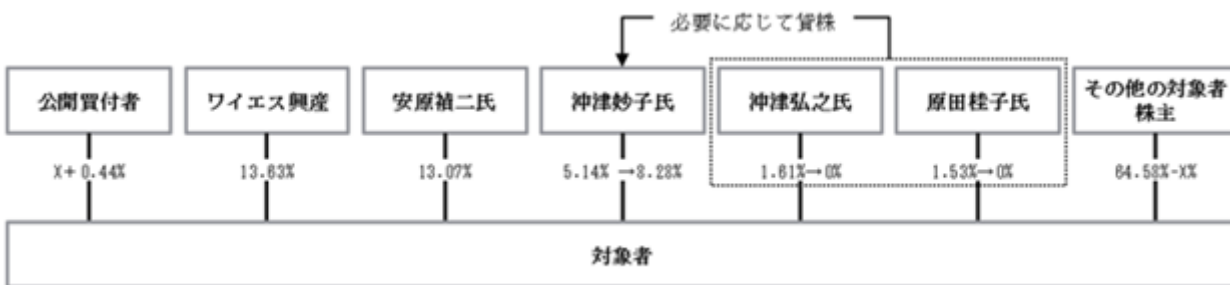 必要に応じて貸株
公開買付者
ワイエス興産
安原禎二氏
沖津妙子氏
沖津弘之氏
原田桂子氏
その他の対象者
株主
X+0.44%
13.63%
13.07%
5.14%→8.28%
1.61%→0%
1.53%→0%
64.58%-X%
対象者